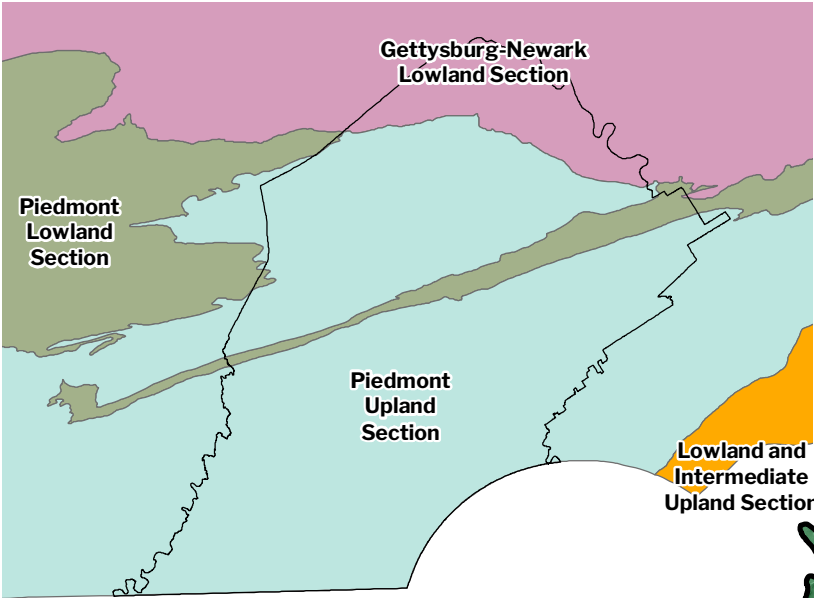 Gettysburg-Newark
Lowland Section
Piedmont
Lowland
Section
Piedmont
Upland
Section
Lowland and
Intermediate
Upland Section